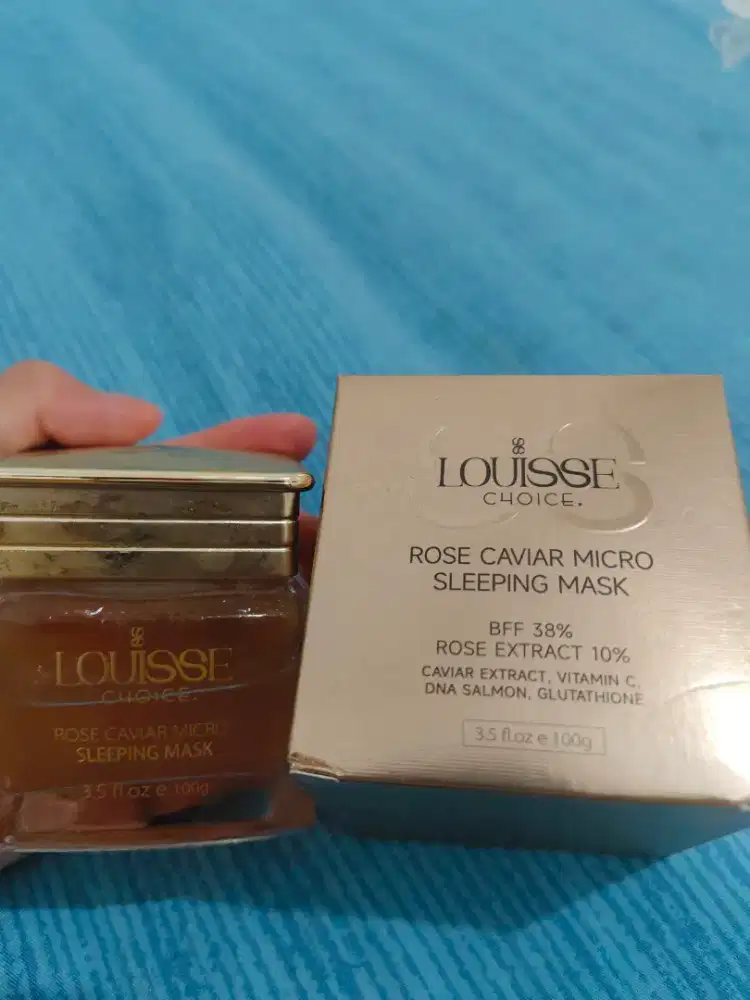 LOUISSE
CHOICE.
ROSE CAVIAR MICRO
SLEEPING MASK
3.5 fl oz e 100g
LOUISSE
CHOICE.
ROSE CAVIAR MICRO
SLEEPING MASK
BFF 38%
ROSE EXTRACT 10%
CAVIAR EXTRACT, VITAMIN C,
DNA SALMON, GLUTATHIONE
3.5 fl.oz e 100g